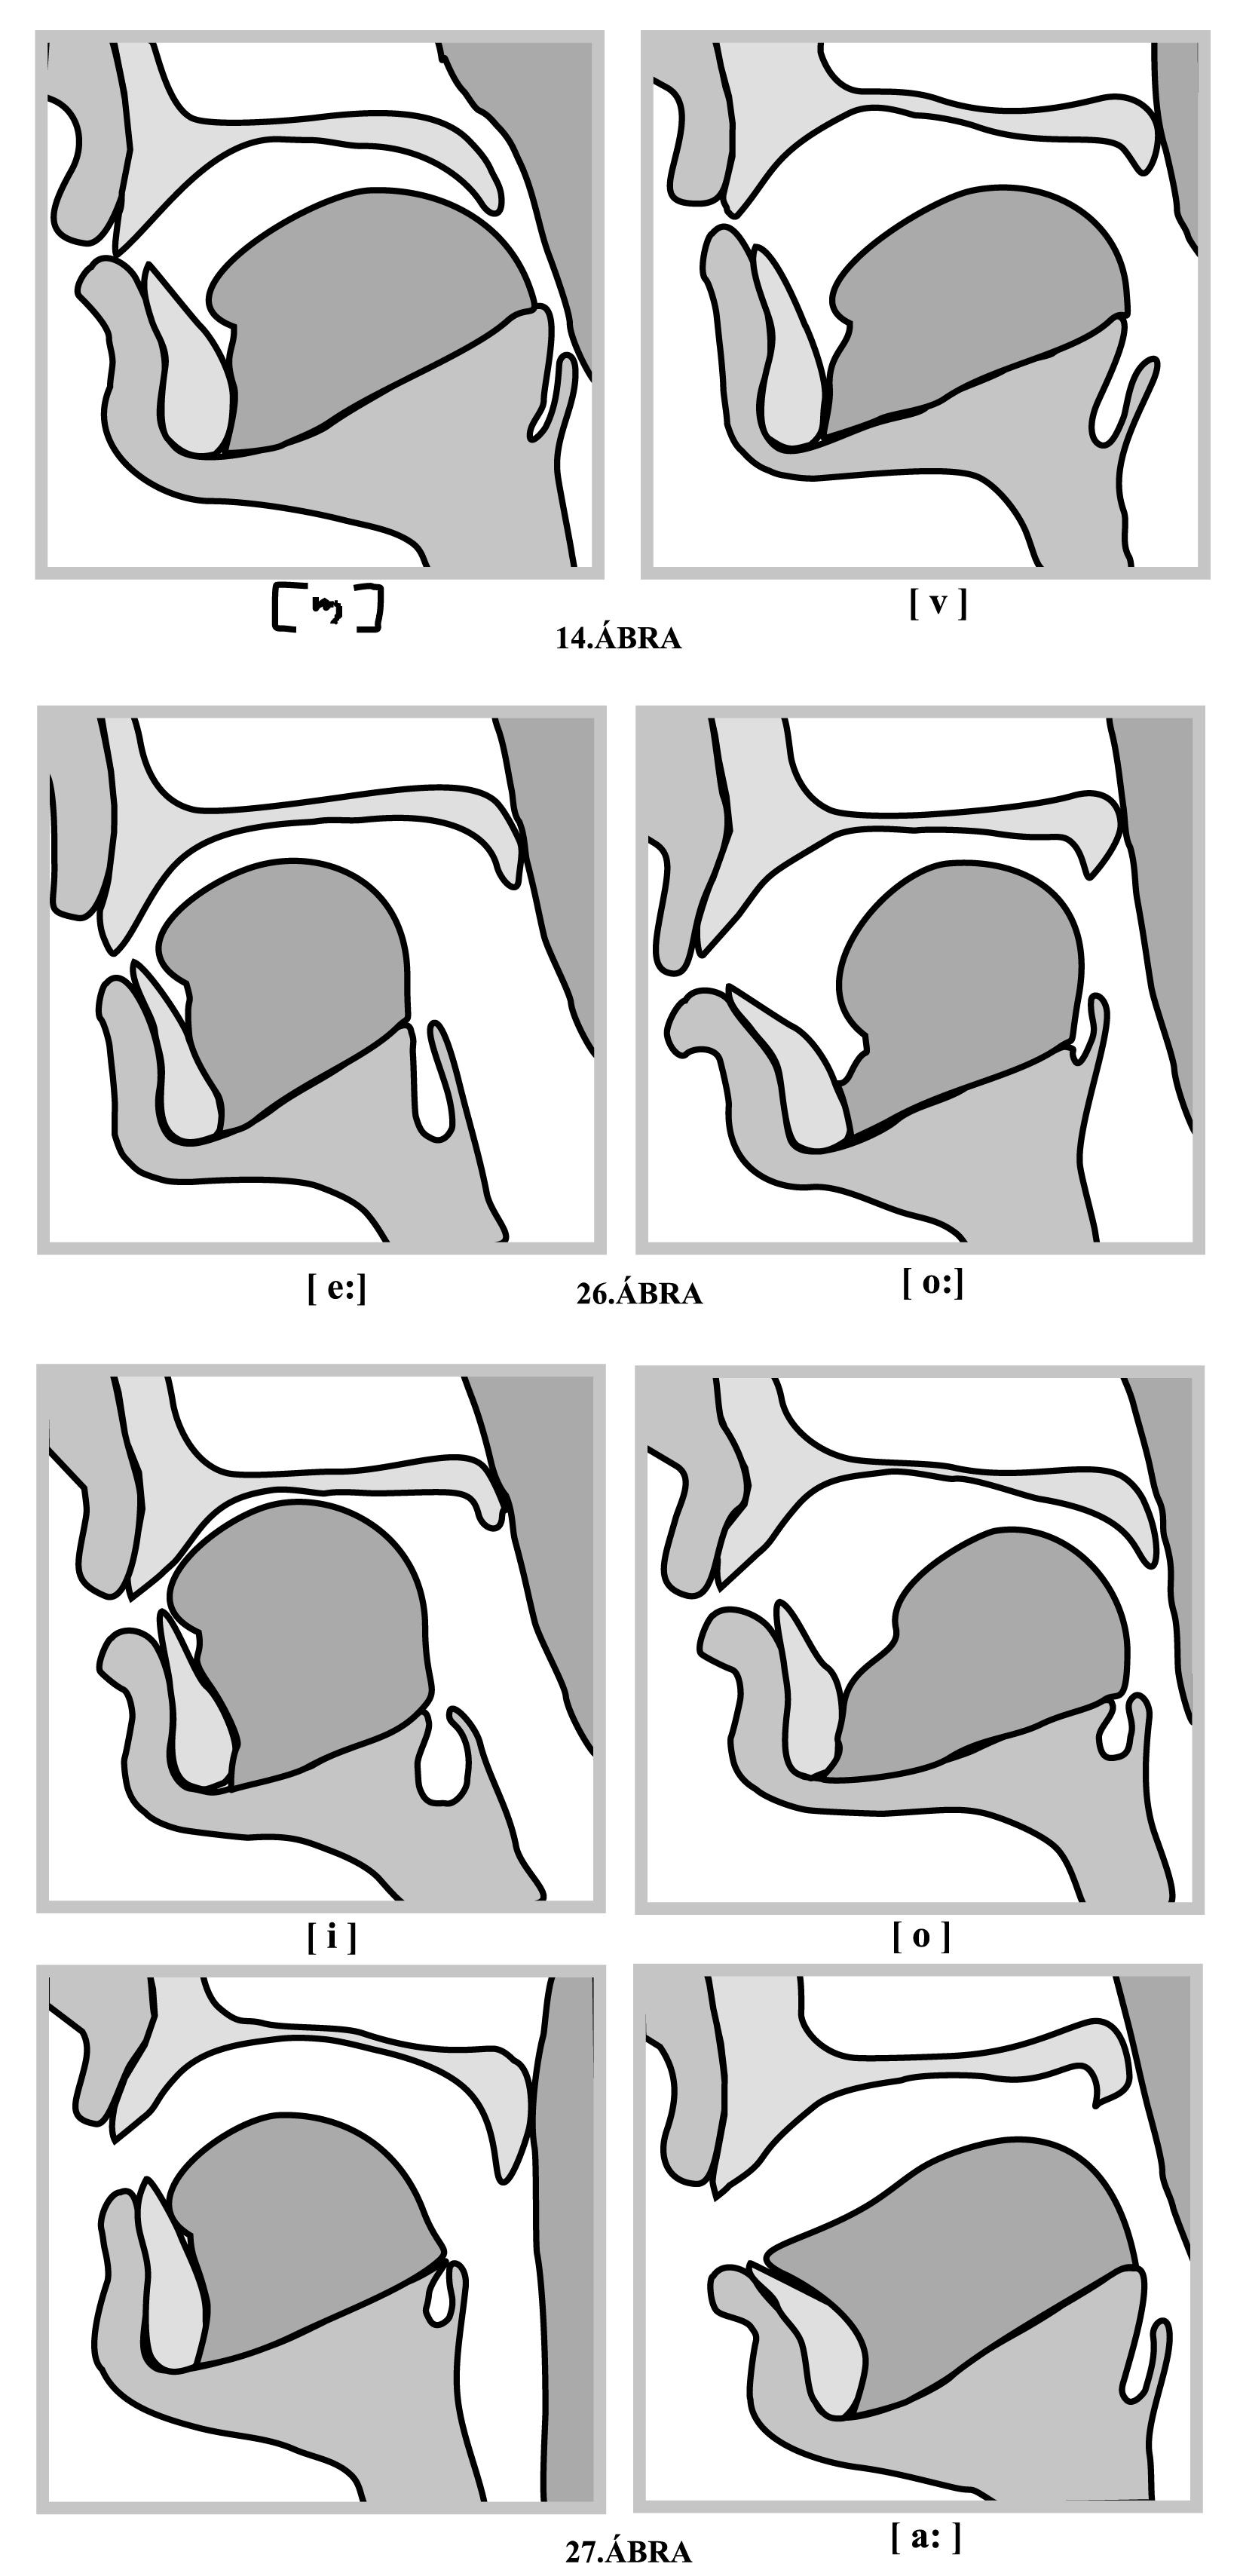 [ɱ]
[ v ]
14.ÁBRA
[ e:]
[ o:]
26.ÁBRA
[ i ]
[ o ]
[ a: ]
27.ÁBRA